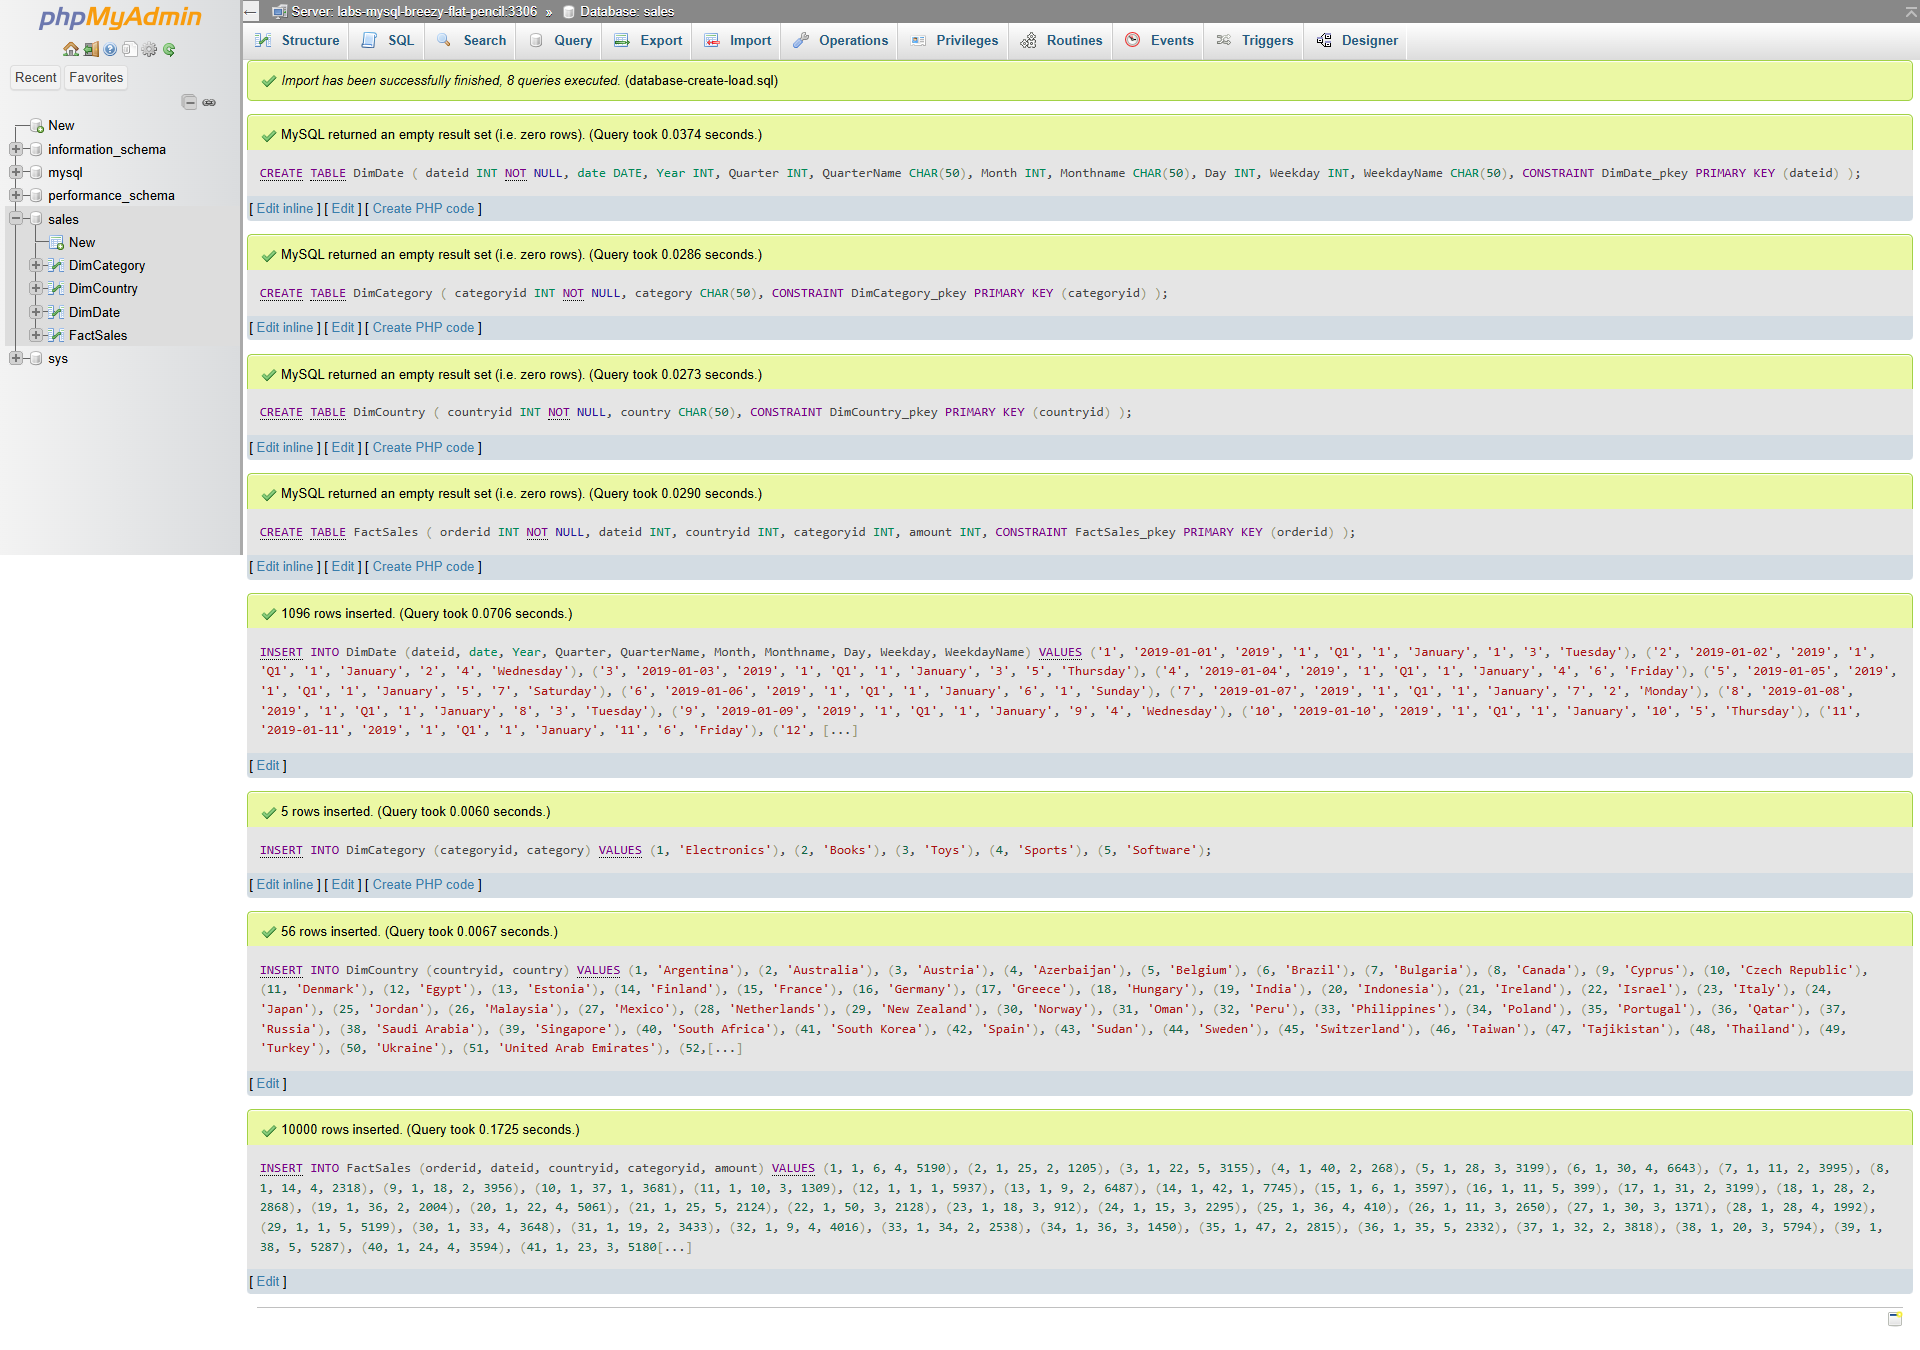 phpMyAdmin
Recent Favorites
New
information_schema
mysql
performance_schema
sales
New
DimCategory
DimCountry
DimDate
FactSales
sys
Server: labs-mysql-breezy-flat-pencil:3306 » Database: sales
Structure SQL Search Query Export Import Operations Privileges Routines Events Triggers Designer
Import has been successfully finished, 8 queries executed. (database-create-load.sql)
MySQL returned an empty result set (i.e. zero rows). (Query took 0.0374 seconds.)
CREATE TABLE DimDate ( dateid INT NOT NULL, date DATE, Year INT, Quarter INT, QuarterName CHAR(50), Month INT, Monthname CHAR(50), Day INT, Weekday INT, WeekdayName CHAR(50), CONSTRAINT DimDate_pkey PRIMARY KEY (dateid) );
[ Edit inline ] [ Edit ] [ Create PHP code ]
MySQL returned an empty result set (i.e. zero rows). (Query took 0.0286 seconds.)
CREATE TABLE DimCategory ( categoryid INT NOT NULL, category CHAR(50), CONSTRAINT DimCategory_pkey PRIMARY KEY (categoryid) );
[ Edit inline ] [ Edit ] [ Create PHP code ]
MySQL returned an empty result set (i.e. zero rows). (Query took 0.0273 seconds.)
CREATE TABLE DimCountry ( countryid INT NOT NULL, country CHAR(50), CONSTRAINT DimCountry_pkey PRIMARY KEY (countryid) );
[ Edit inline ] [ Edit ] [ Create PHP code ]
MySQL returned an empty result set (i.e. zero rows). (Query took 0.0290 seconds.)
CREATE TABLE FactSales ( orderid INT NOT NULL, dateid INT, countryid INT, categoryid INT, amount INT, CONSTRAINT FactSales_pkey PRIMARY KEY (orderid) );
[ Edit inline ] [ Edit ] [ Create PHP code ]
1096 rows inserted. (Query took 0.0706 seconds.)
INSERT INTO DimDate (dateid, date, Year, Quarter, QuarterName, Month, Monthname, Day, Weekday, WeekdayName) VALUES ('1', '2019-01-01', '2019', '1', 'Q1', '1', 'January', '1', '3', 'Tuesday'), ('2', '2019-01-02', '2019', '1',
'Q1', '1', 'January', '2', '4', 'Wednesday'), ('3', '2019-01-03', '2019', '1', 'Q1', '1', 'January', '3', '5', 'Thursday'), ('4', '2019-01-04', '2019', '1', 'Q1', '1', 'January', '4', '6', 'Friday'), ('5', '2019-01-05', '2019',
'1', 'Q1', '1', 'January', '5', '7', 'Saturday'), ('6', '2019-01-06', '2019', '1', 'Q1', '1', 'January', '6', '1', 'Sunday'), ('7', '2019-01-07', '2019', '1', 'Q1', '1', 'January', '7', '2', 'Monday'), ('8', '2019-01-08',
'2019', '1', 'Q1', '1', 'January', '8', '3', 'Tuesday'), ('9', '2019-01-09', '2019', '1', 'Q1', '1', 'January', '9', '4', 'Wednesday'), ('10', '2019-01-10', '2019', '1', 'Q1', '1', 'January', '10', '5', 'Thursday'), ('11',
'2019-01-11', '2019', '1', 'Q1', '1', 'January', '11', '6', 'Friday'), ('12', [...]
[ Edit ]
5 rows inserted. (Query took 0.0060 seconds.)
INSERT INTO DimCategory (categoryid, category) VALUES (1, 'Electronics'), (2, 'Books'), (3, 'Toys'), (4, 'Sports'), (5, 'Software');
[ Edit inline ] [ Edit ] [ Create PHP code ]
56 rows inserted. (Query took 0.0067 seconds.)
INSERT INTO DimCountry (countryid, country) VALUES (1, 'Argentina'), (2, 'Australia'), (3, 'Austria'), (4, 'Azerbaijan'), (5, 'Belgium'), (6, 'Brazil'), (7, 'Bulgaria'), (8, 'Canada'), (9, 'Cyprus'), (10, 'Czech Republic'),
(11, 'Denmark'), (12, 'Egypt'), (13, 'Estonia'), (14, 'Finland'), (15, 'France'), (16, 'Germany'), (17, 'Greece'), (18, 'Hungary'), (19, 'India'), (20, 'Indonesia'), (21, 'Ireland'), (22, 'Israel'), (23, 'Italy'), (24,
'Japan'), (25, 'Jordan'), (26, 'Malaysia'), (27, 'Mexico'), (28, 'Netherlands'), (29, 'New Zealand'), (30, 'Norway'), (31, 'Oman'), (32, 'Peru'), (33, 'Philippines'), (34, 'Poland'), (35, 'Portugal'), (36, 'Qatar'), (37,
'Russia'), (38, 'Saudi Arabia'), (39, 'Singapore'), (40, 'South Africa'), (41, 'South Korea'), (42, 'Spain'), (43, 'Sudan'), (44, 'Sweden'), (45, 'Switzerland'), (46, 'Taiwan'), (47, 'Tajikistan'), (48, 'Thailand'), (49,
'Turkey'), (50, 'Ukraine'), (51, 'United Arab Emirates'), (52,[...]
[ Edit ]
10000 rows inserted. (Query took 0.1725 seconds.)
INSERT INTO FactSales (orderid, dateid, countryid, categoryid, amount) VALUES (1, 1, 6, 4, 5190), (2, 1, 25, 2, 1205), (3, 1, 22, 5, 3155), (4, 1, 40, 2, 268), (5, 1, 28, 3, 3199), (6, 1, 30, 4, 6643), (7, 1, 11, 2, 3995), (8,
1, 14, 4, 2318), (9, 1, 18, 2, 3956), (10, 1, 37, 1, 3681), (11, 1, 10, 3, 1309), (12, 1, 1, 1, 5937), (13, 1, 9, 2, 6487), (14, 1, 42, 1, 7745), (15, 1, 6, 1, 3597), (16, 1, 11, 5, 399), (17, 1, 31, 2, 3199), (18, 1, 28, 2,
2868), (19, 1, 36, 2, 2004), (20, 1, 22, 4, 5061), (21, 1, 25, 5, 2124), (22, 1, 50, 3, 2128), (23, 1, 18, 3, 912), (24, 1, 15, 3, 2295), (25, 1, 36, 4, 410), (26, 1, 11, 3, 2650), (27, 1, 30, 3, 1371), (28, 1, 28, 4, 1992),
(29, 1, 1, 5, 5199), (30, 1, 33, 4, 3648), (31, 1, 19, 2, 3433), (32, 1, 9, 4, 4016), (33, 1, 34, 2, 2538), (34, 1, 36, 3, 1450), (35, 1, 47, 2, 2815), (36, 1, 35, 5, 2332), (37, 1, 32, 2, 3818), (38, 1, 20, 3, 5794), (39, 1,
38, 5, 5287), (40, 1, 24, 4, 3594), (41, 1, 23, 3, 5180[...]
[ Edit ]